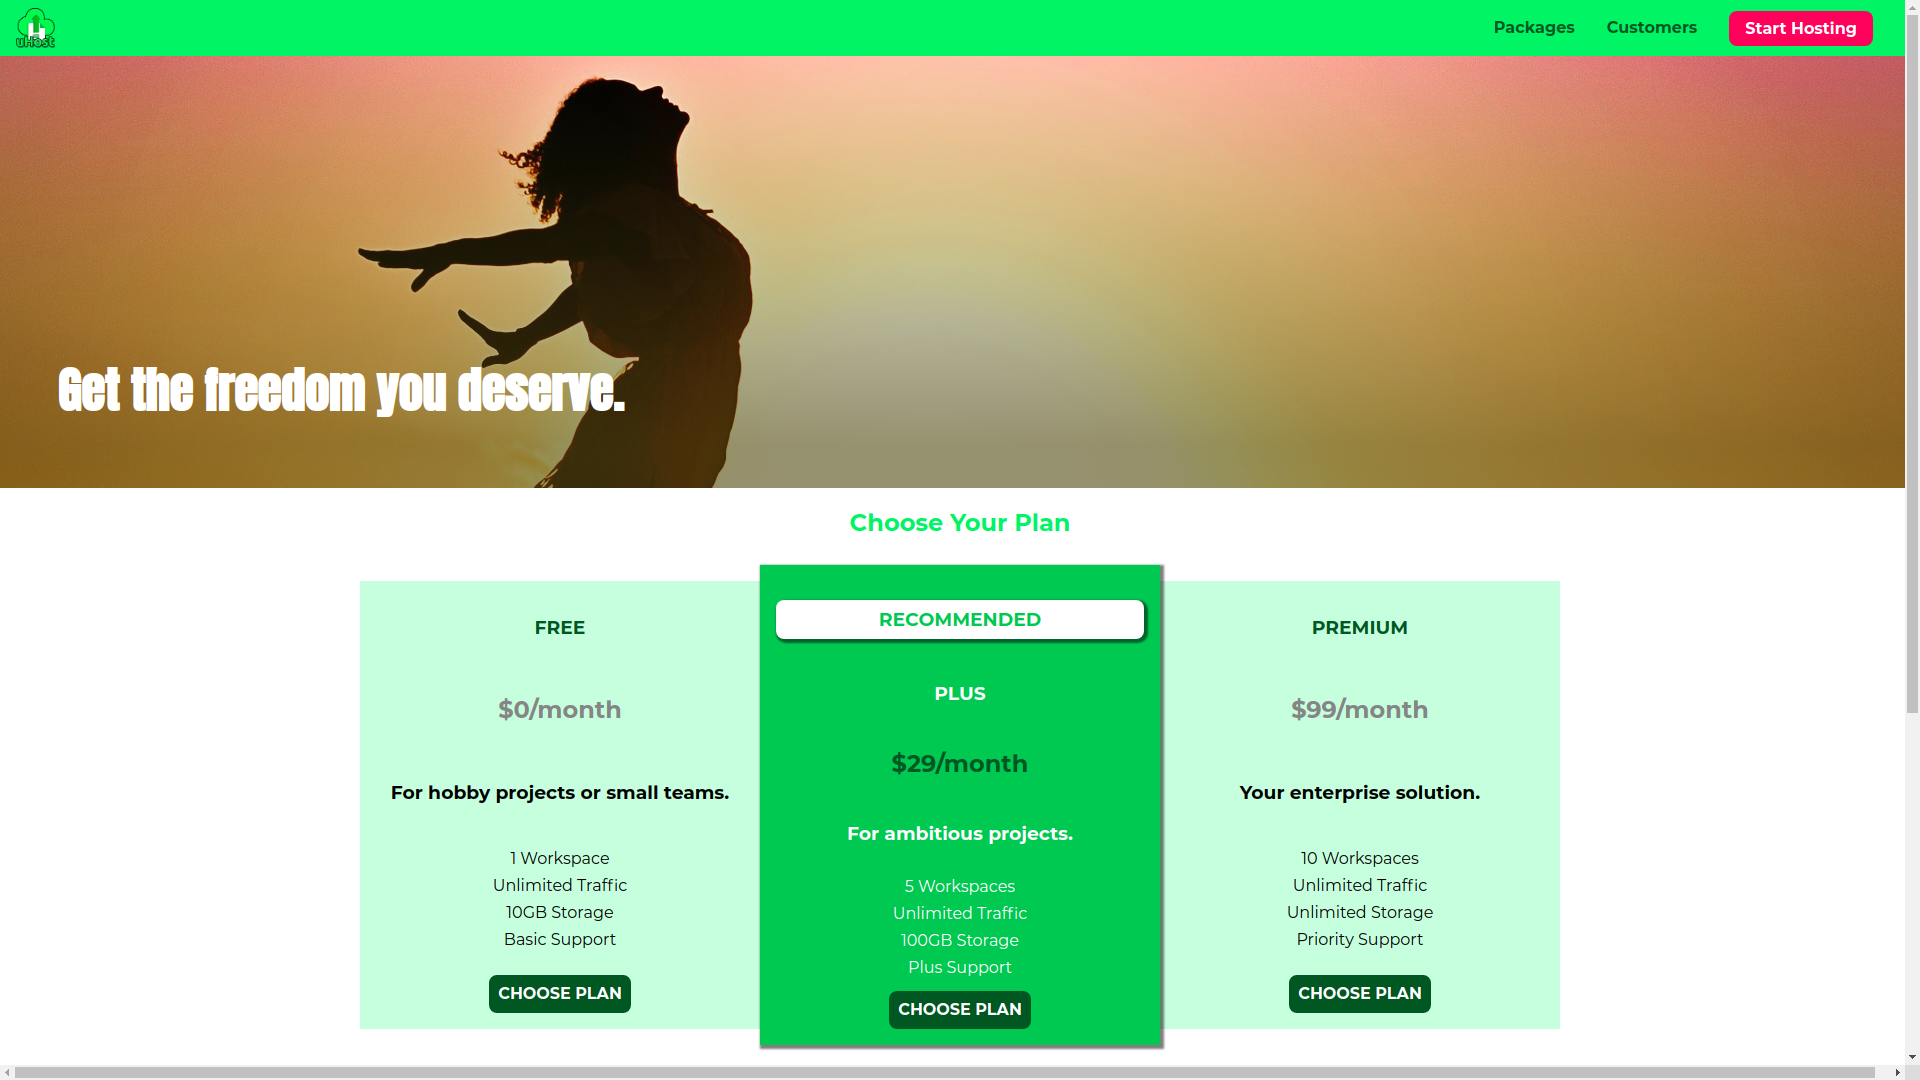 uHost
Packages
Customers
Start Hosting
Get the freedom you deserve.
Choose Your Plan
FREE
$0/month
For hobby projects or small teams.
1 Workspace
Unlimited Traffic
10GB Storage
Basic Support
CHOOSE PLAN
RECOMMENDED
PLUS
$29/month
For ambitious projects.
5 Workspaces
Unlimited Traffic
100GB Storage
Plus Support
CHOOSE PLAN
PREMIUM
$99/month
Your enterprise solution.
10 Workspaces
Unlimited Traffic
Unlimited Storage
Priority Support
CHOOSE PLAN